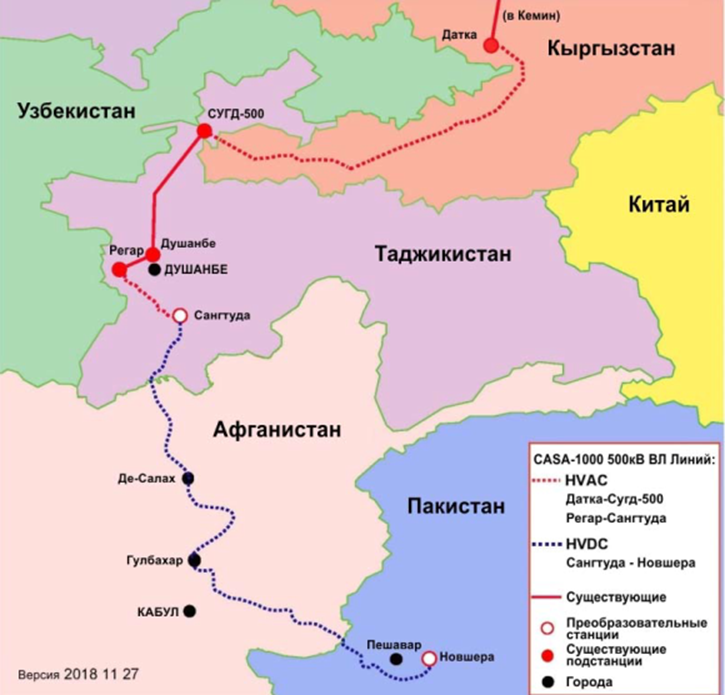 (в Кемин)
Датка
Кыргызстан
Узбекистан
СУГД-500
Китай
Душанбе
Регар
Таджикистан
ДУШАНБЕ
Сангтуда
Афганистан
CASA-1000 500кВ ВЛ Линий:
HVAC
Датка-Сугд-500
Регар-Сангтуда
HVDC
Сангтуда - Новшера
Существующие
Преобразовательные
станции
Существующие
подстанции
Города
Де-Салах
Пакистан
Гулбахар
КАБУЛ
Пешавар
Новшера
Версия 2018 11 27